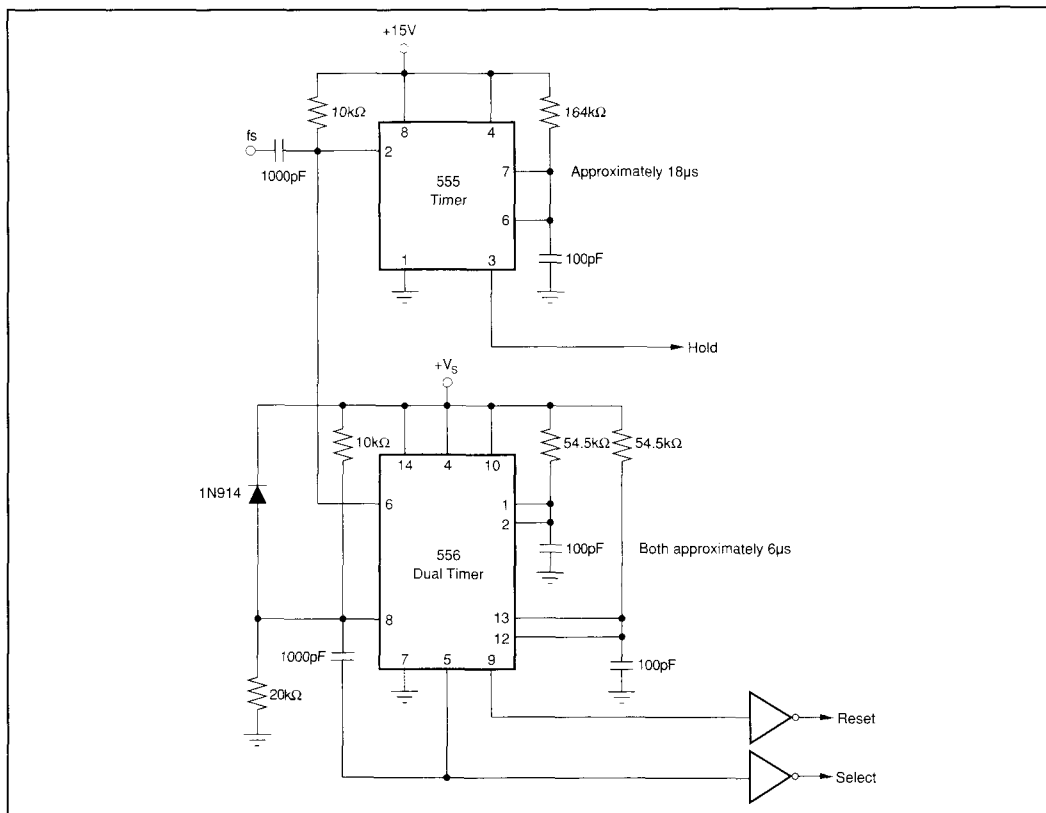 +15V
10kΩ
164kΩ
8
4
fs
2
1000pF
555
Timer
7
Approximately 18μs
6
1
3
100pF
Hold
+VS
10kΩ
54.5kΩ
54.5kΩ
14
4
10
1N914
6
1
2
556
Dual Timer
100pF
Both approximately 6μs
8
13
12
1000pF
7
5
9
100pF
20kΩ
Reset
Select